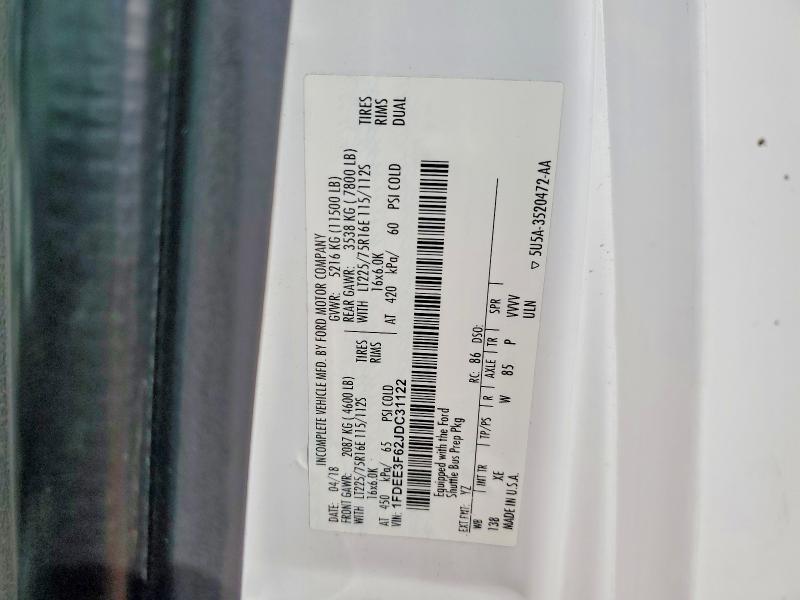 INCOMPLETE VEHICLE MFD. BY FORD MOTOR COMPANY
DATE: 04/18 GVWR: 5216 KG (11500 LB)
FRONT GAWR: 2087 KG (4600 LB) REAR GAWR: 3538 KG (7800 LB)
WITH LT225/75R16E 115/112S TIRES WITH LT225/75R16E 115/112S TIRES
16x6.0K RIMS 16x6.0K RIMS
AT 450 kPa/ 65 PSI COLD AT 420 kPa/ 60 PSI COLD DUAL
VIN: 1FDEE3F62JDC31122
Equipped with the Ford
Shuttle Bus Prep Pkg
EXT PNT: YZ RC: 86 DSO:
WB INT TR TP/PS R AXLE TR SPR
138 XE W 85 P VVVV
MADE IN U.S.A. ULN
▽ 5U5A-3520472-AA